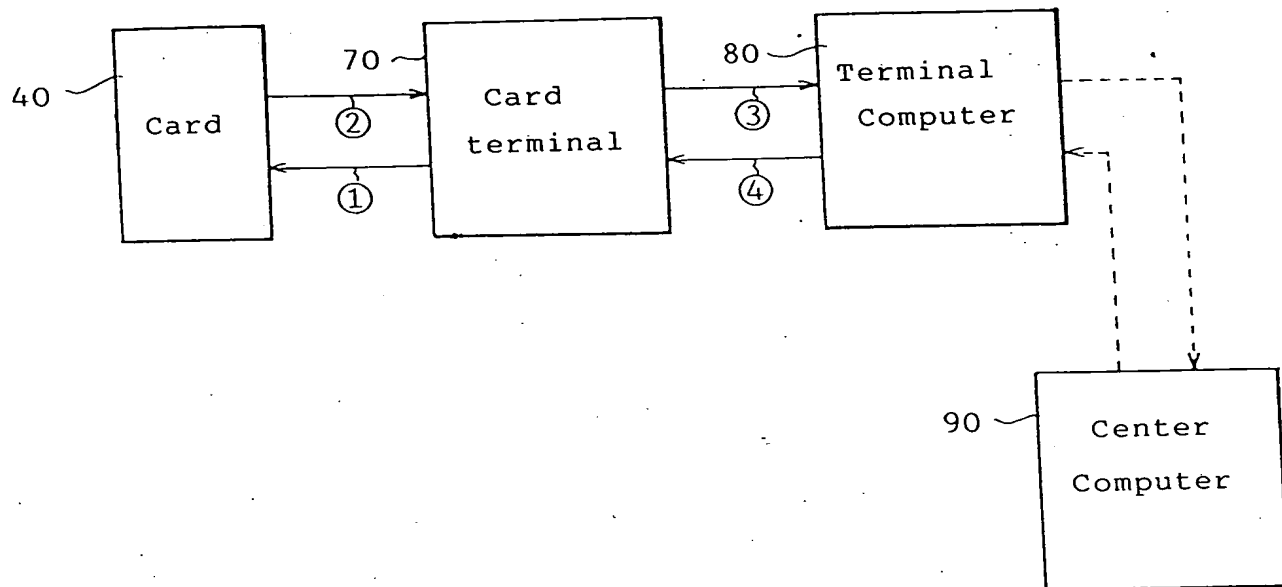 40
Card
②
①
70
Card
terminal
③
④
80
Terminal
Computer
90
Center
Computer